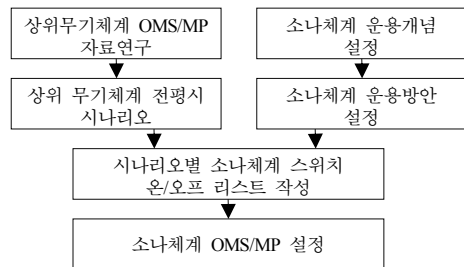 상위무기체계 OMS/MP
자료연구
소나체계 운용개념
설정
상위 무기체계 전평시
시나리오
소나체계 운용방안
설정
시나리오별 소나체계 스위치
온/오프 리스트 작성
소나체계 OMS/MP 설정